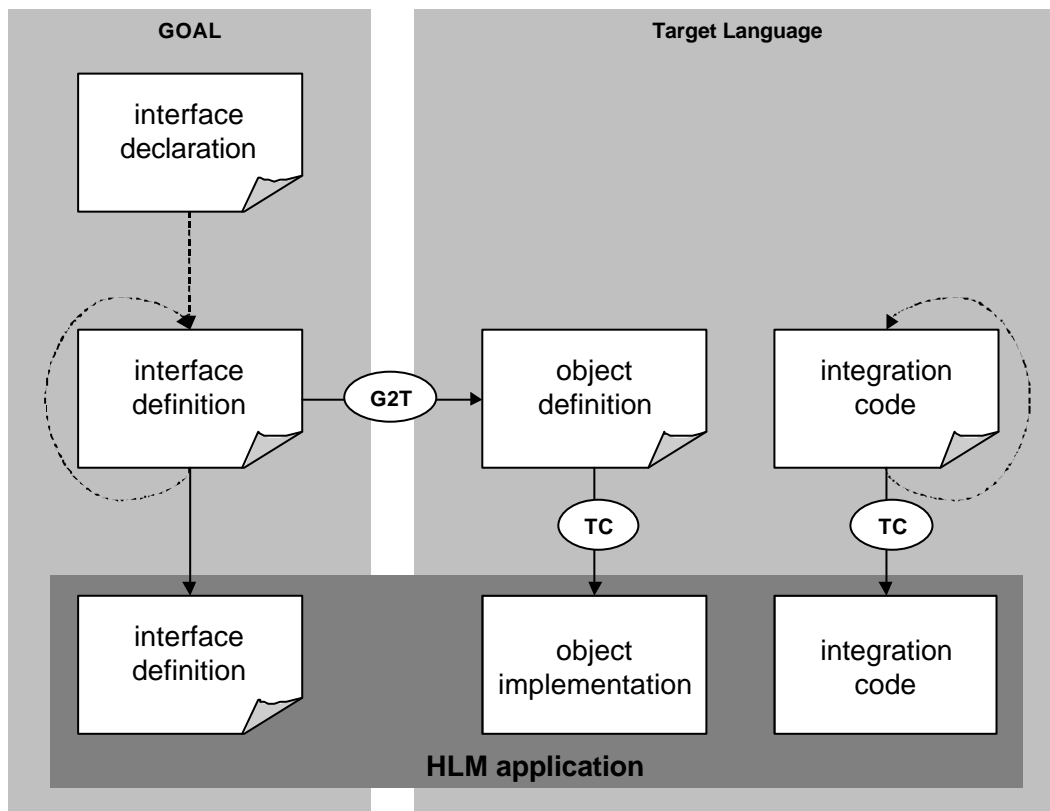 GOAL
Target Language
interface
declaration
interface
definition
G2T
object
definition
integration
code
TC
TC
interface
definition
object
implementation
integration
code
HLM application